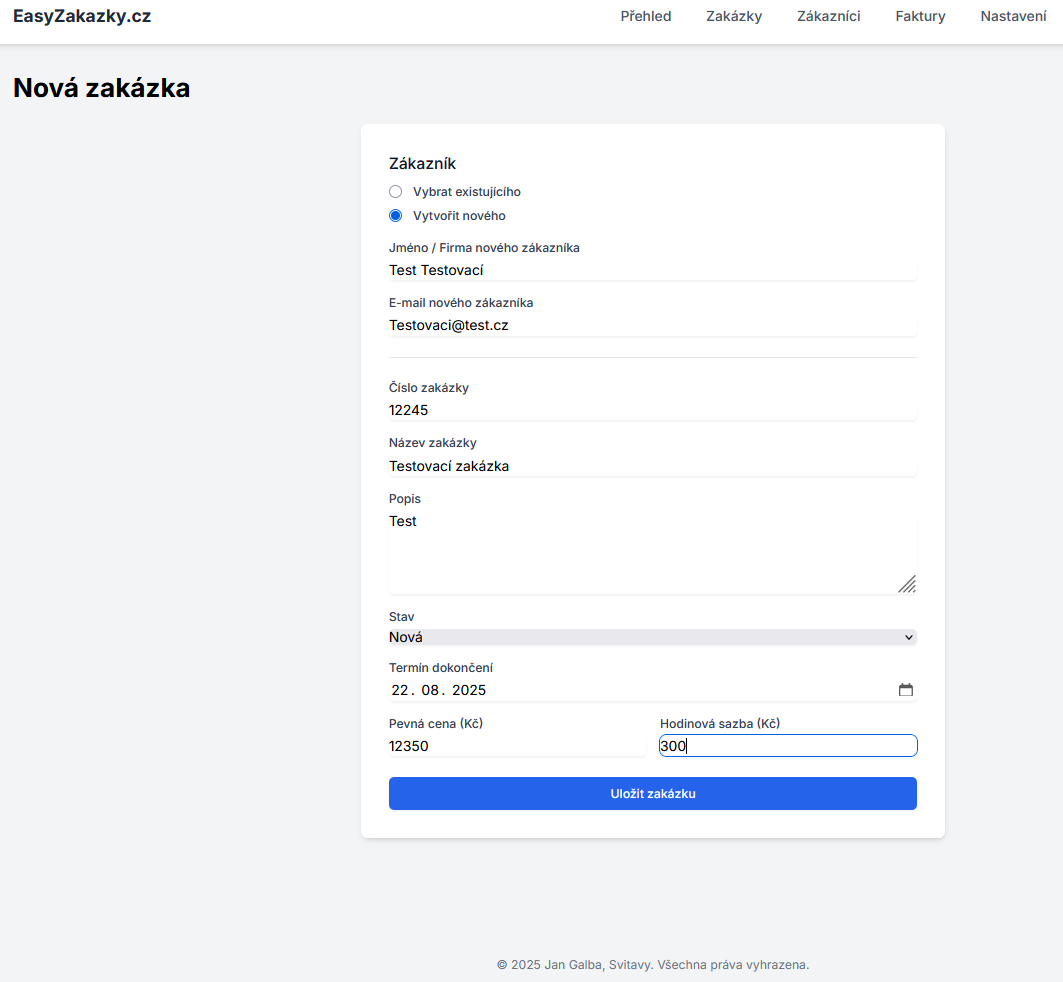 EasyZakazky.cz Přehled Zakázky Zákazníci Faktury Nastavení
Nová zakázka
Zákazník
Vybrat existujícího
Vytvořit nového
Jméno / Firma nového zákazníka
Test Testovací
E-mail nového zákazníka
Testovaci@test.cz
Číslo zakázky
12245
Název zakázky
Testovací zakázka
Popis
Test
Stav
Nová
Termín dokončení
22. 08. 2025
Pevná cena (Kč) Hodinová sazba (Kč)
12350 300
Uložit zakázku
© 2025 Jan Galba, Svitavy. Všechna práva vyhrazena.